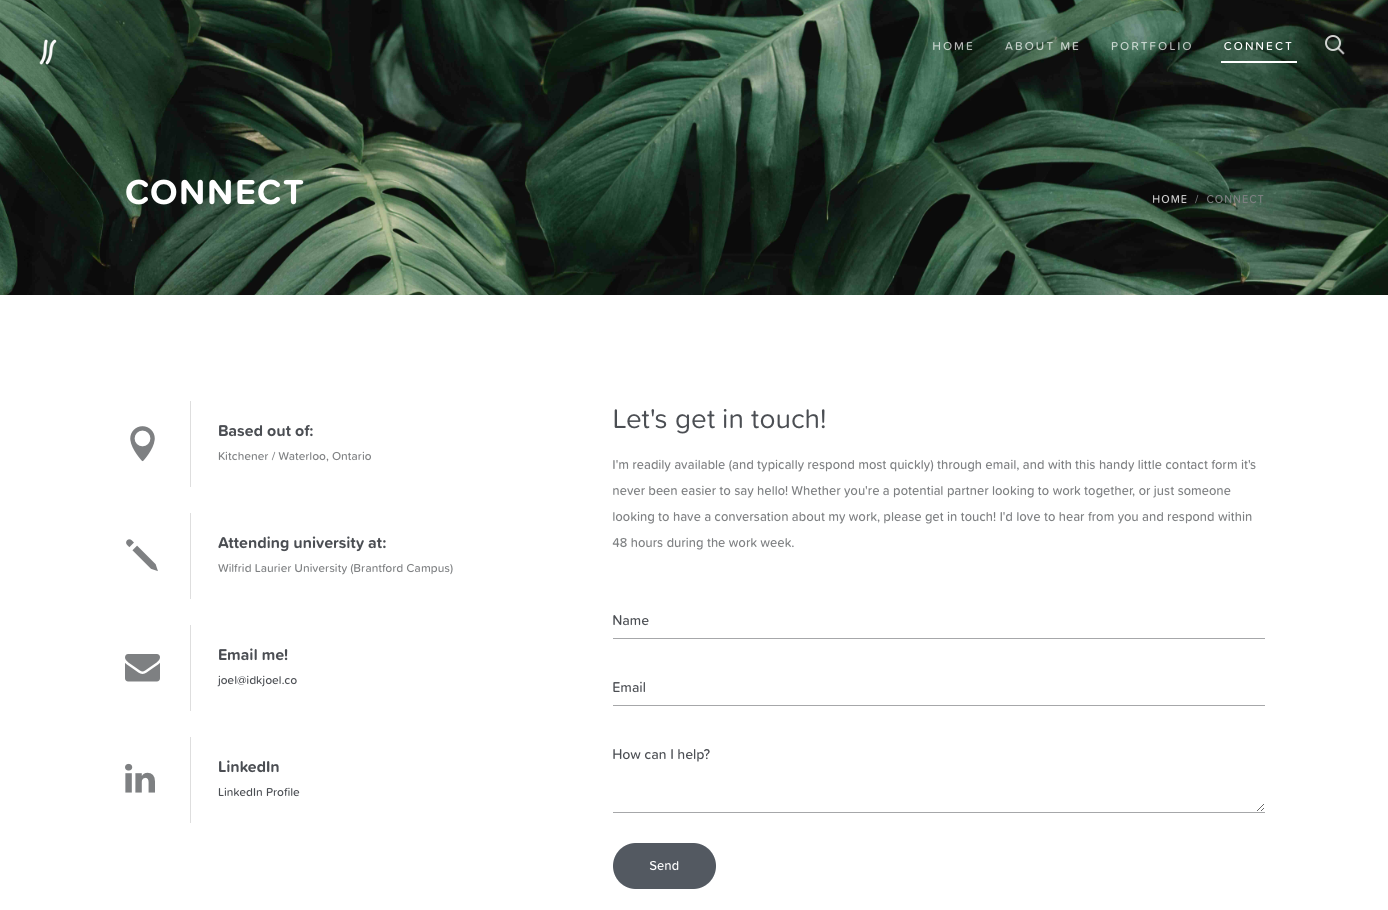 HOME
ABOUT ME
PORTFOLIO
CONNECT
CONNECT
HOME / CONNECT
Based out of:
Kitchener / Waterloo, Ontario
Attending university at:
Wilfrid Laurier University (Brantford Campus)
Email me!
joel@idkjoel.co
LinkedIn
LinkedIn Profile
Let's get in touch!
I'm readily available (and typically respond most quickly) through email, and with this handy little contact form it's
never been easier to say hello! Whether you're a potential partner looking to work together, or just someone
looking to have a conversation about my work, please get in touch! I'd love to hear from you and respond within
48 hours during the work week.
Name
Email
How can I help?
Send